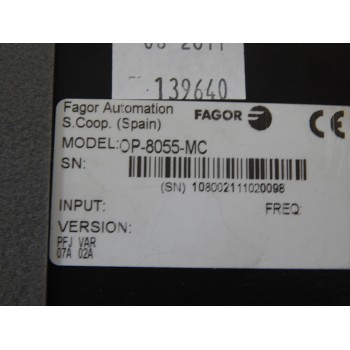 139640
Fagor Automation
S.Coop. (Spain)
FAGOR
CE
MODEL:OP-8055-MC
SN:
(SN) 108002111020098
INPUT:
FREQ:
VERSION:
PFJ VAR
07A 02A